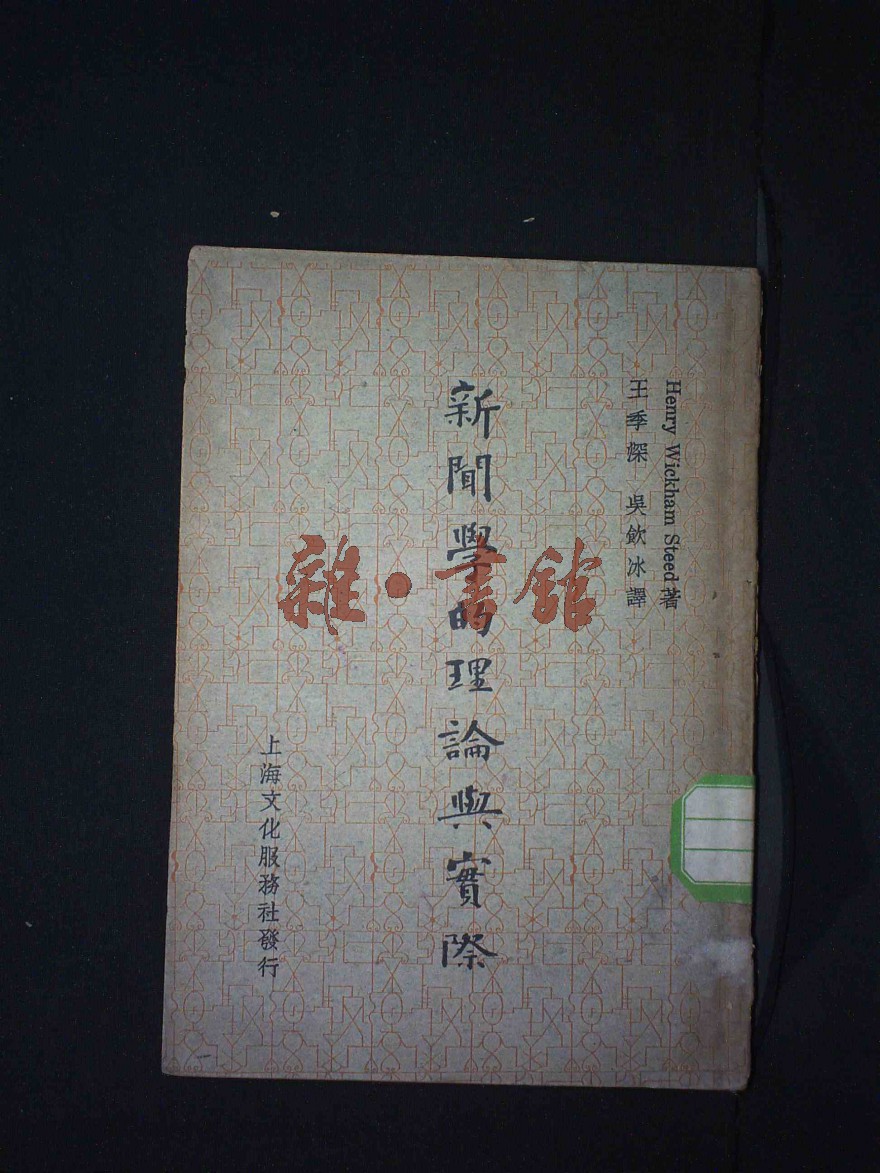 Henry Wickham Steed 著
王季深 吳欽冰 譯
新聞學的理論與實際
上海文化服務社發行
雜·書館